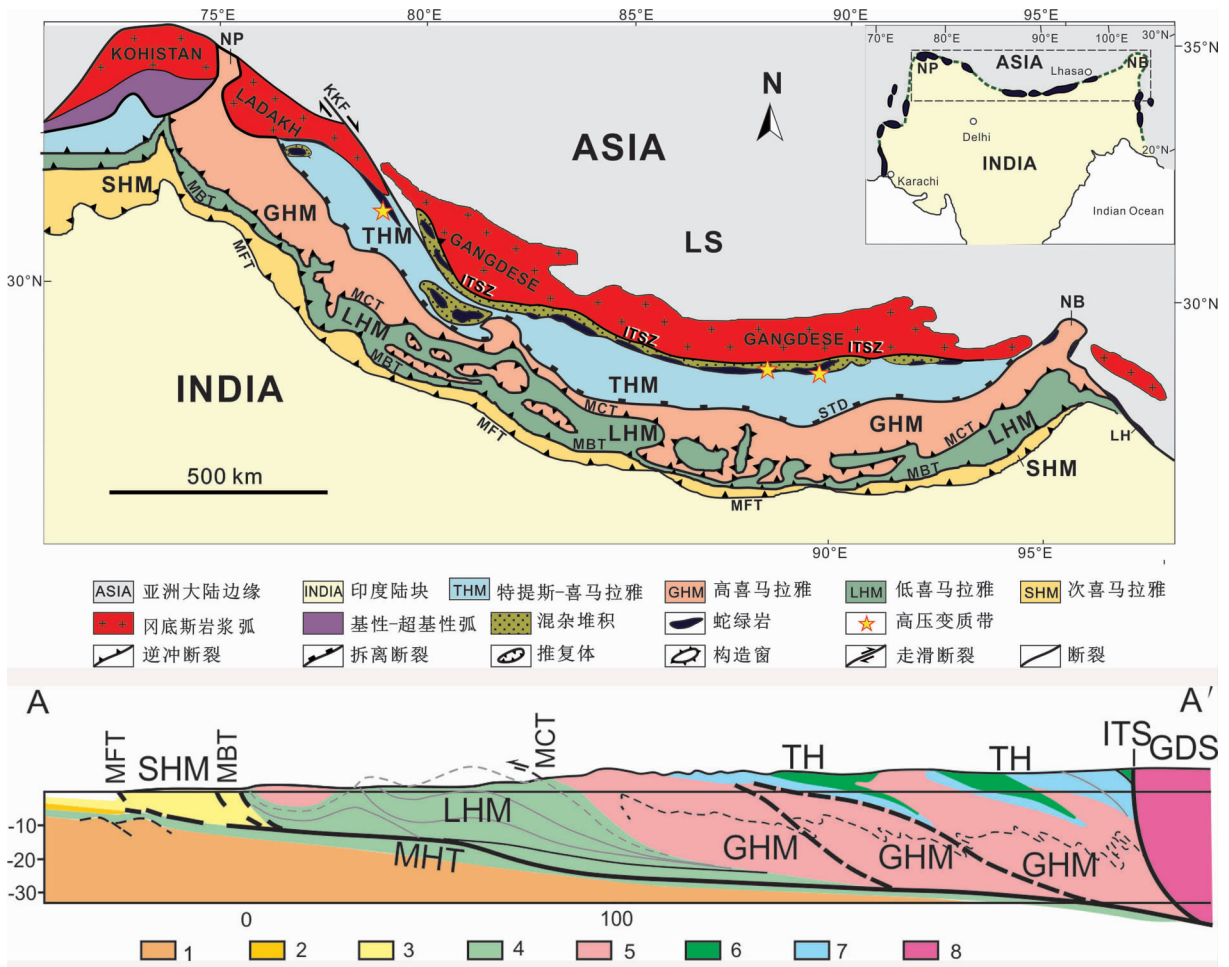 75°E 80°E 85°E 90°E 95°E
35°N
30°N
30°N
NP
KOHISTAN
LADAKH
KKF
N
ASIA
LS
SHM
MBT
GHM
THM
MFT
GANGDESE
ITSZ
MCT
LHM
MBT
ITSZ
GANGDESE
ITSZ
NB
INDIA
THM
MCT
STD
GHM
MFT
MBT
LHM
MCT
LHM
MBT
SHM
LH
MFT
500 km
90°E 95°E
70°E 80°E 90°E 100°E 30°N
NP ASIA NB
Lhasa
Delhi
20°N
INDIA
Karachi
Indian Ocean
ASIA 亚洲大陆边缘 INDIA 印度陆块 THM 特提斯-喜马拉雅 GHM 高喜马拉雅 LHM 低喜马拉雅 SHM 次喜马拉雅
冈底斯岩浆弧 基性-超基性弧 混杂堆积 蛇绿岩 高压变质带
逆冲断裂 拆离断裂 推复体 构造窗 走滑断裂 断裂
A A′
MFT SHM MBT MCT TH TH ITS GDS
LHM
MHT
GHM GHM GHM
-10
-20
-30
0 100
1 2 3 4 5 6 7 8